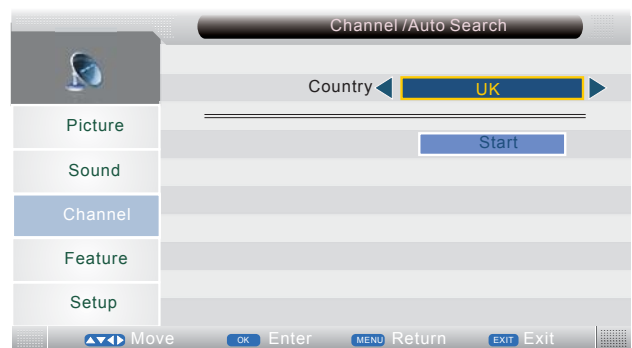 Channel /Auto Search
Country UK
Start
Picture
Sound
Channel
Feature
Setup
Move OK Enter MENU Return EXIT Exit